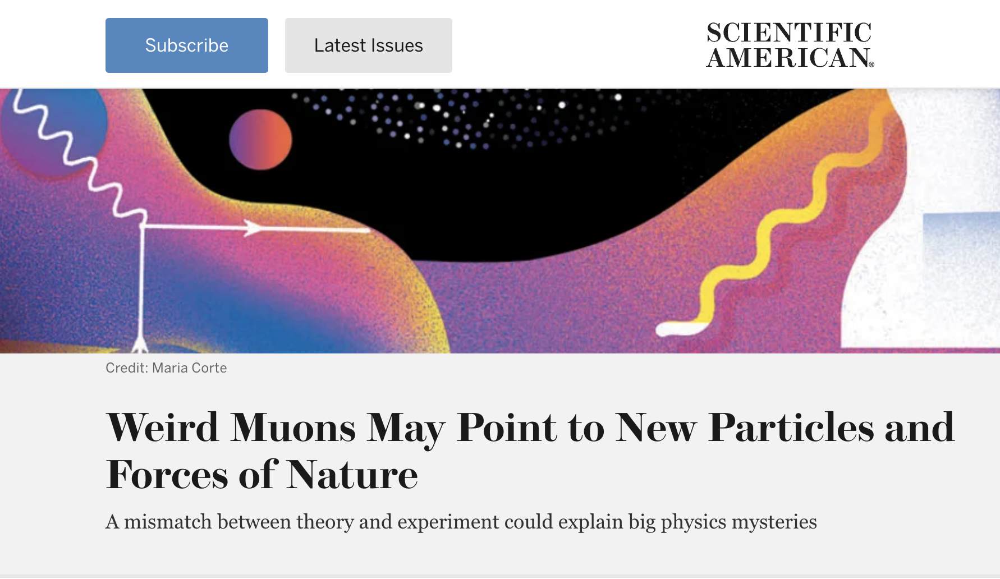 Subscribe
Latest Issues
SCIENTIFIC
AMERICAN®
Credit: Maria Corte
Weird Muons May Point to New Particles and
Forces of Nature
A mismatch between theory and experiment could explain big physics mysteries